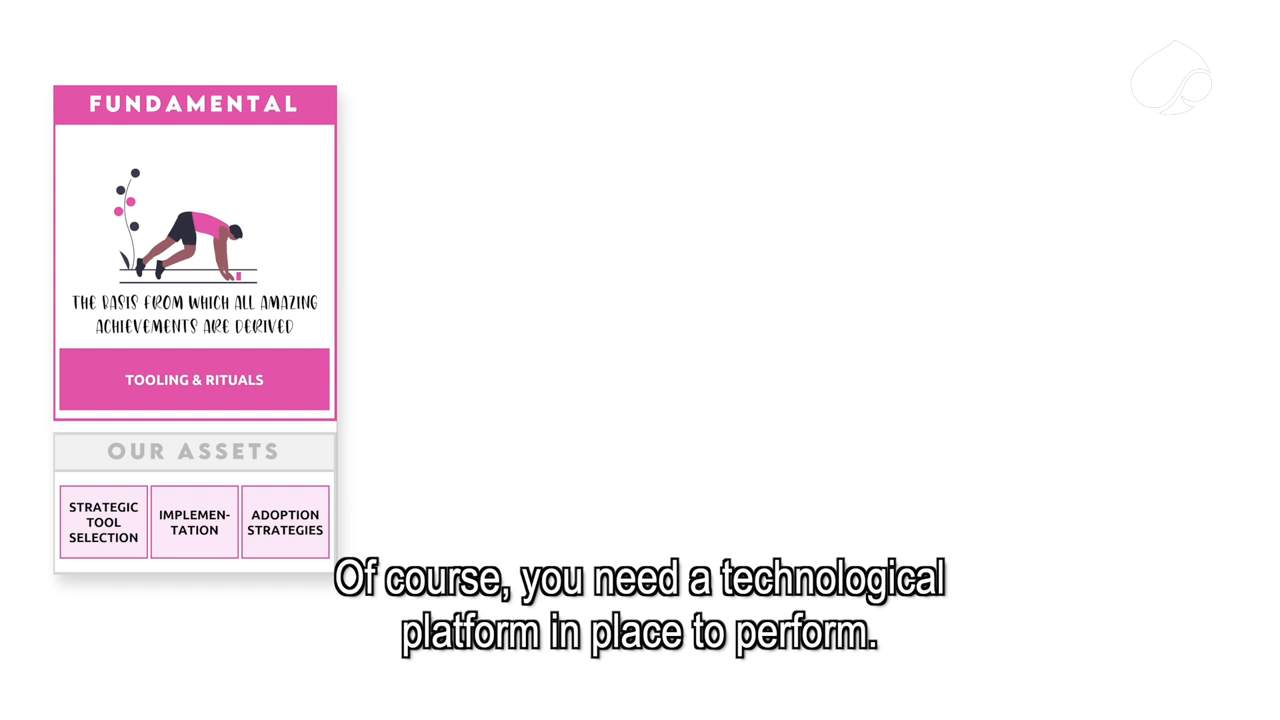 FUNDAMENTAL
THE BASIS FROM WHICH ALL AMAZING
ACHIEVEMENTS ARE DERIVED
TOOLING & RITUALS
OUR ASSETS
STRATEGIC
TOOL
SELECTION
IMPLEMEN-
TATION
ADOPTION
STRATEGIES
Of course, you need a technological
platform in place to perform.